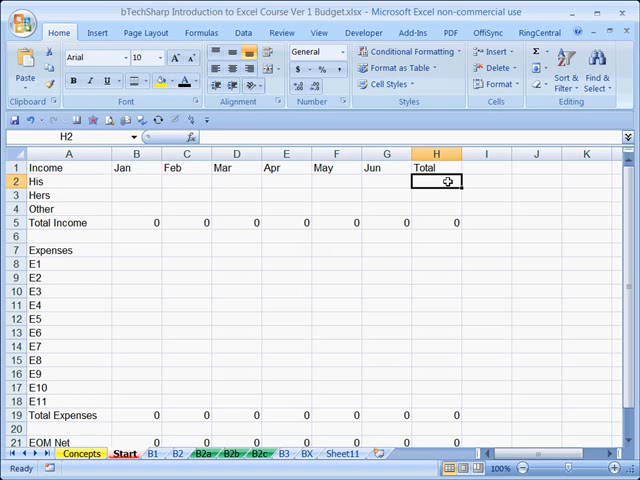 bTechSharp Introduction to Excel Course Ver 1 Budget.xlsx - Microsoft Excel non-commercial use
Home Insert Page Layout Formulas Data Review View Developer Add-Ins PDF OffiSync RingCentral
Paste Arial 10 General Conditional Formatting Insert Σ
B I U $ % , Format as Table Delete Sort & Filter Find & Select
Cell Styles Format
Clipboard Font Alignment Number Styles Cells Editing
H2 fx
A B C D E F G H I J K
1 Income Jan Feb Mar Apr May Jun Total
2 His
3 Hers
4 Other
5 Total Income 0 0 0 0 0 0 0
6
7 Expenses
8 E1
9 E2
10 E3
11 E4
12 E5
13 E6
14 E7
15 E8
16 E9
17 E10
18 E11
19 Total Expenses 0 0 0 0 0 0 0
20
21 EOM Net 0 0 0 0 0 0 0
Concepts Start B1 B2 B2a B2b B2c B3 BX Sheet11
Ready 100%